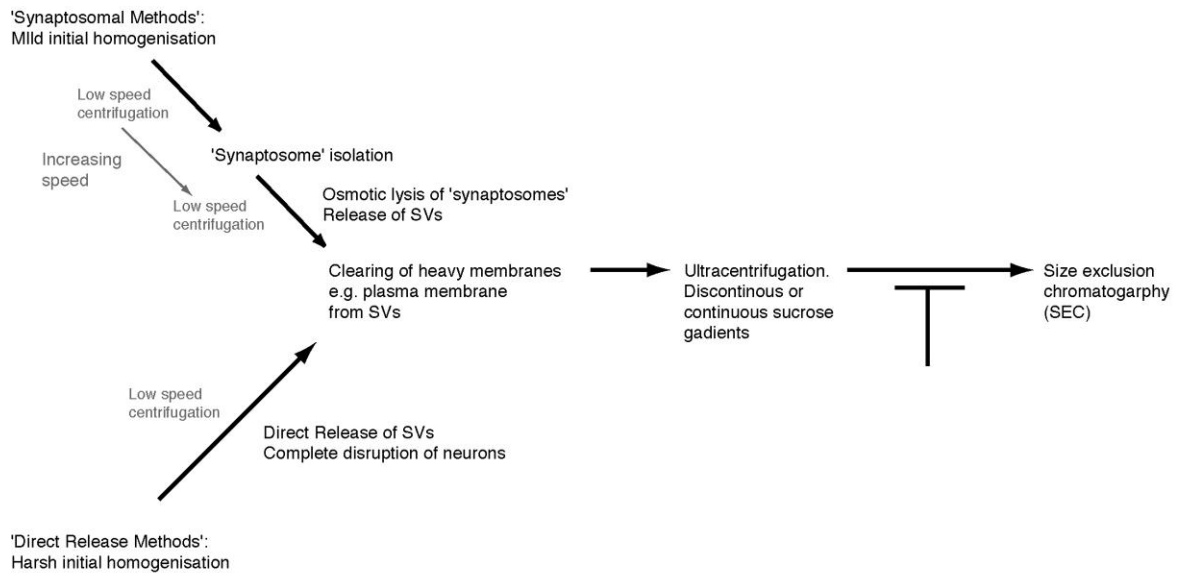 'Synaptosomal Methods':
MIld initial homogenisation
Low speed
centrifugation
Increasing
speed
Low speed
centrifugation
'Synaptosome' isolation
Osmotic lysis of 'synaptosomes'
Release of SVs
Clearing of heavy membranes
e.g. plasma membrane
from SVs
Ultracentrifugation.
Discontinous or
continuous sucrose
gadients
Size exclusion
chromatogarphy
(SEC)
Low speed
centrifugation
Direct Release of SVs
Complete disruption of neurons
'Direct Release Methods':
Harsh initial homogenisation